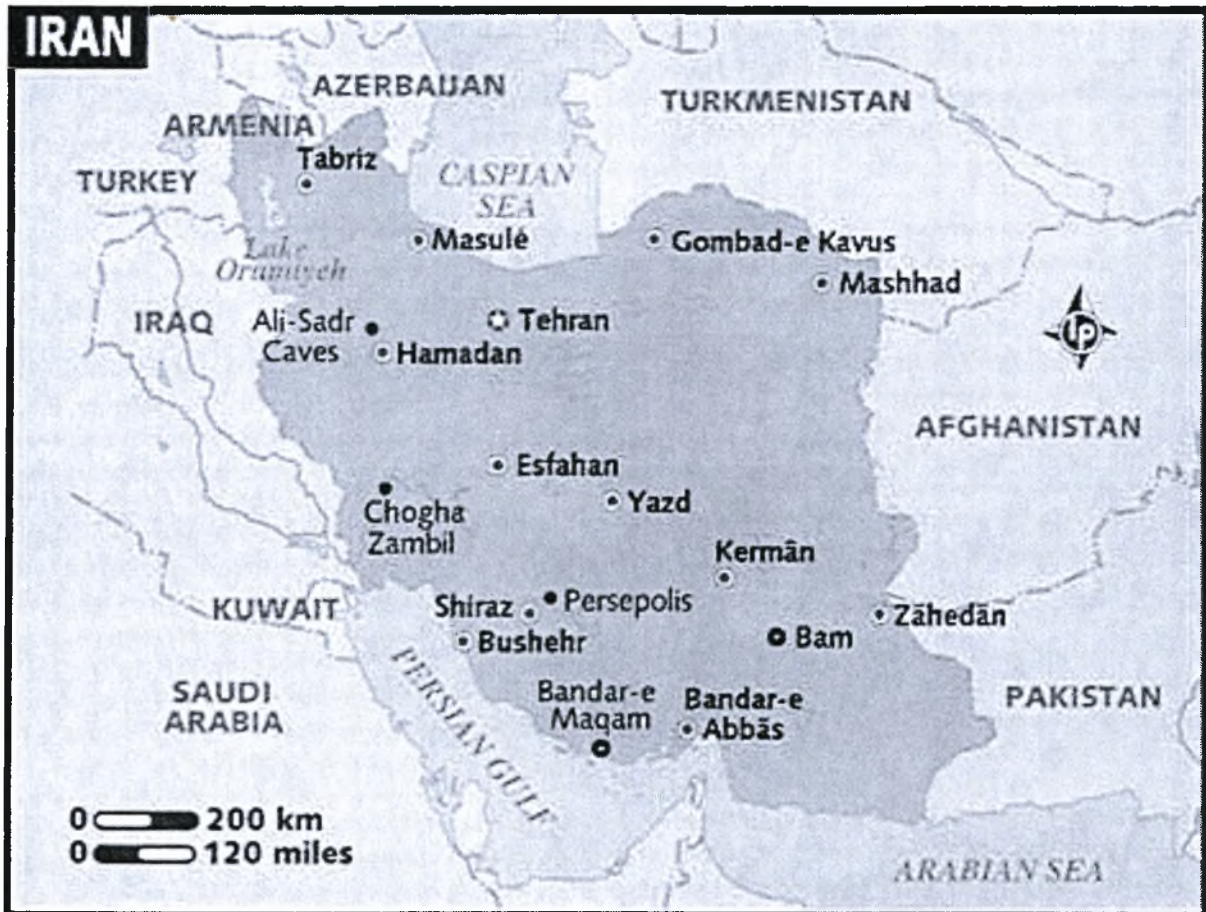 IRAN
AZERBAIJAN
TURKMENISTAN
ARMENIA
Tabriz
TURKEY
CASPIAN
SEA
Masulé
Gombad-e Kavus
Lake
Orumiyeh
Mashhad
IRAQ
Ali-Sadr
Caves
Tehran
Hamadan
lp
AFGHANISTAN
Esfahan
Yazd
Chogha
Zambil
Kermân
KUWAIT
Shiraz
Persepolis
Zāhedān
Bushehr
Bam
SAUDI
ARABIA
PERSIAN GULF
Bandar-e
Maqam
Bandar-e
Abbās
PAKISTAN
0 200 km
0 120 miles
ARABIAN SEA